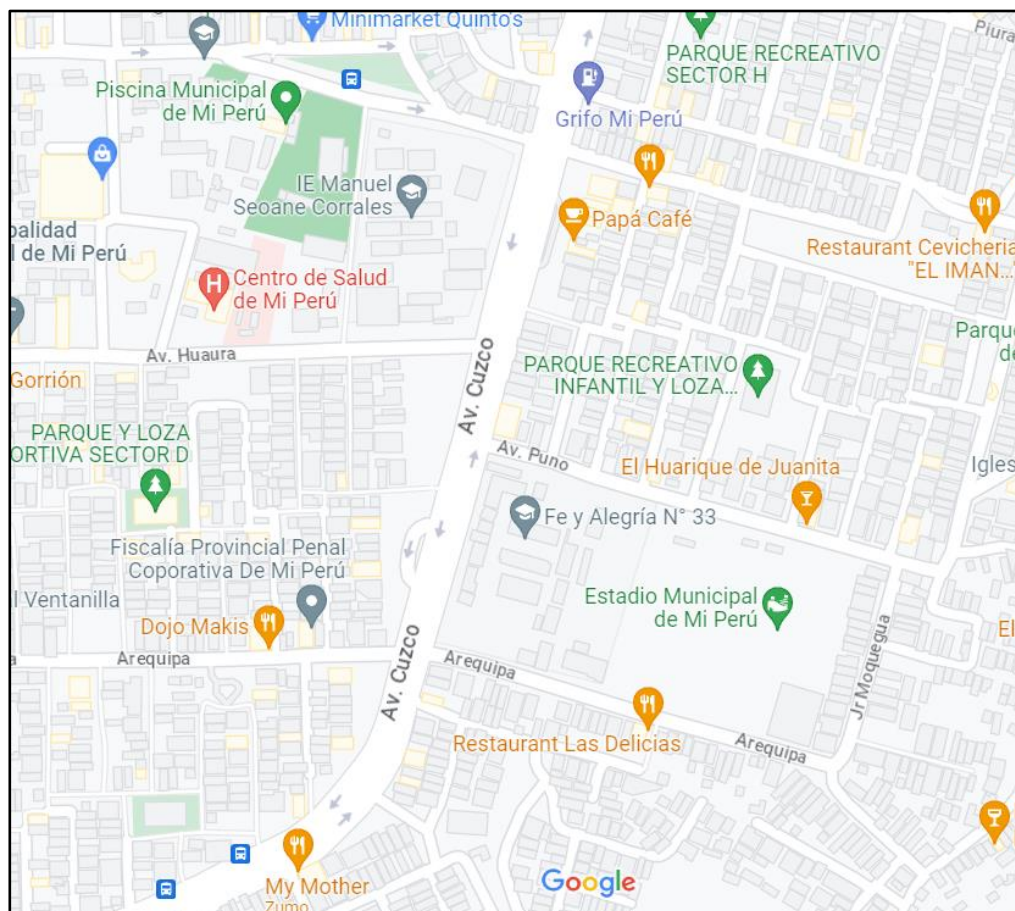 Minimarket Quinto's
PARQUE RECREATIVO
SECTOR H
Piura
Piscina Municipal
de Mi Perú
Grifo Mi Perú
IE Manuel
Seoane Corrales
Papá Café
palidad
l de Mi Perú
Restaurant Cevicheria
"EL IMAN..."
Centro de Salud
de Mi Perú
Av. Huaura
Av. Cuzco
Parqu
de
Gorrión
PARQUE RECREATIVO
INFANTIL Y LOZA...
PARQUE Y LOZA
ORTIVA SECTOR D
Av. Puno
El Huarique de Juanita
Igles
Fe y Alegría N° 33
Fiscalía Provincial Penal
Coporativa De Mi Perú
l Ventanilla
Estadio Municipal
de Mi Perú
Dojo Makis
El
Arequipa
Av. Cuzco
Arequipa
Jr Moquegua
Restaurant Las Delicias
Arequipa
My Mother
Zumo
Google